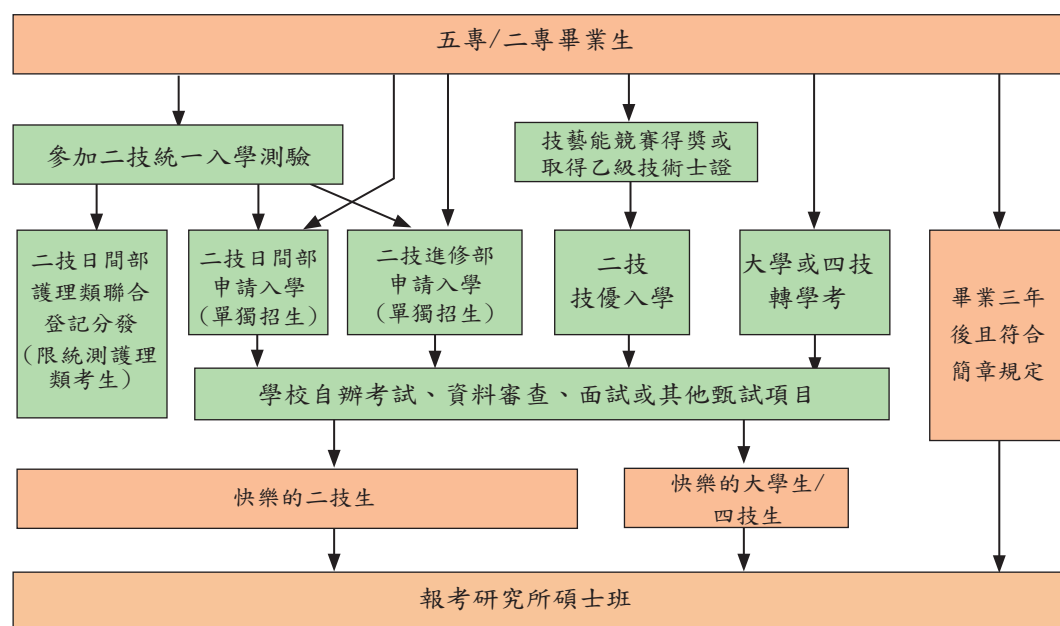 五專/二專畢業生
參加二技統一入學測驗
技藝能競賽得獎或
取得乙級技術士證
二技日間部
護理類聯合
登記分發
(限統測護理
類考生)
二技日間部
申請入學
(單獨招生)
二技進修部
申請入學
(單獨招生)
二技
技優入學
大學或四技
轉學考
畢業三年
後且符合
簡章規定
學校自辦考試、資料審查、面試或其他甄試項目
快樂的二技生
快樂的大學生/
四技生
報考研究所碩士班